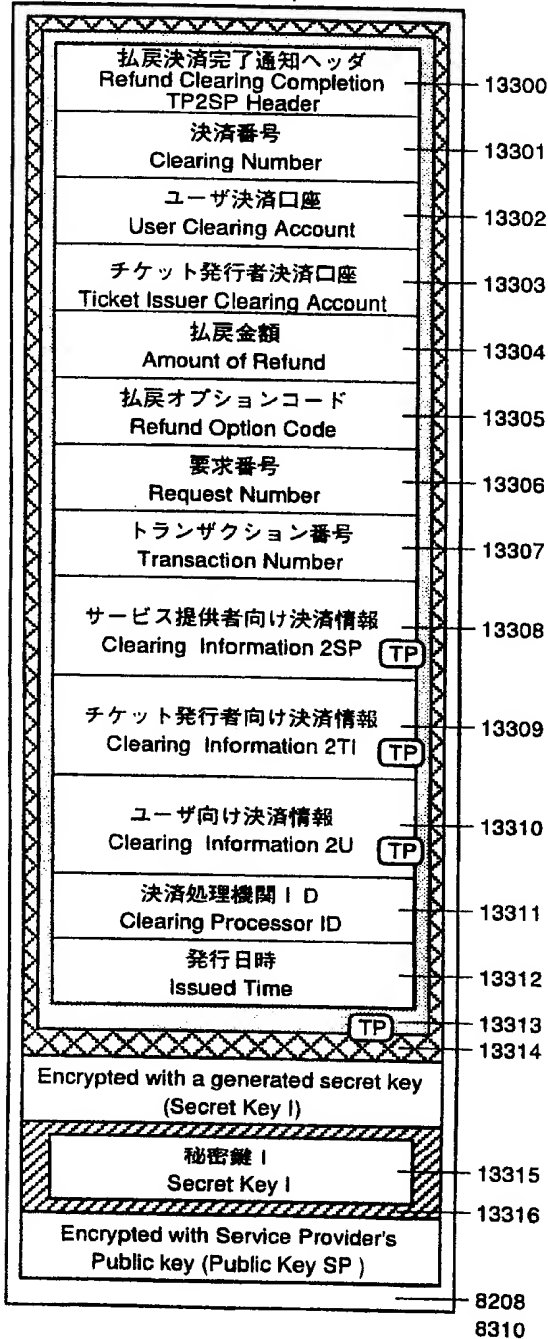 払戻決済完了通知ヘッダ
Refund Clearing Completion
TP2SP Header
13300
決済番号
Clearing Number
13301
ユーザ決済口座
User Clearing Account
13302
チケット発行者決済口座
Ticket Issuer Clearing Account
13303
払戻金額
Amount of Refund
13304
払戻オプションコード
Refund Option Code
13305
要求番号
Request Number
13306
トランザクション番号
Transaction Number
13307
サービス提供者向け決済情報
Clearing Information 2SP
TP
13308
チケット発行者向け決済情報
Clearing Information 2TI
TP
13309
ユーザ向け決済情報
Clearing Information 2U
TP
13310
決済処理機関ID
Clearing Processor ID
13311
発行日時
Issued Time
13312
TP
13313
13314
Encrypted with a generated secret key
(Secret Key I)
秘密鍵 I
Secret Key I
13315
13316
Encrypted with Service Provider's
Public key (Public Key SP )
8208
8310